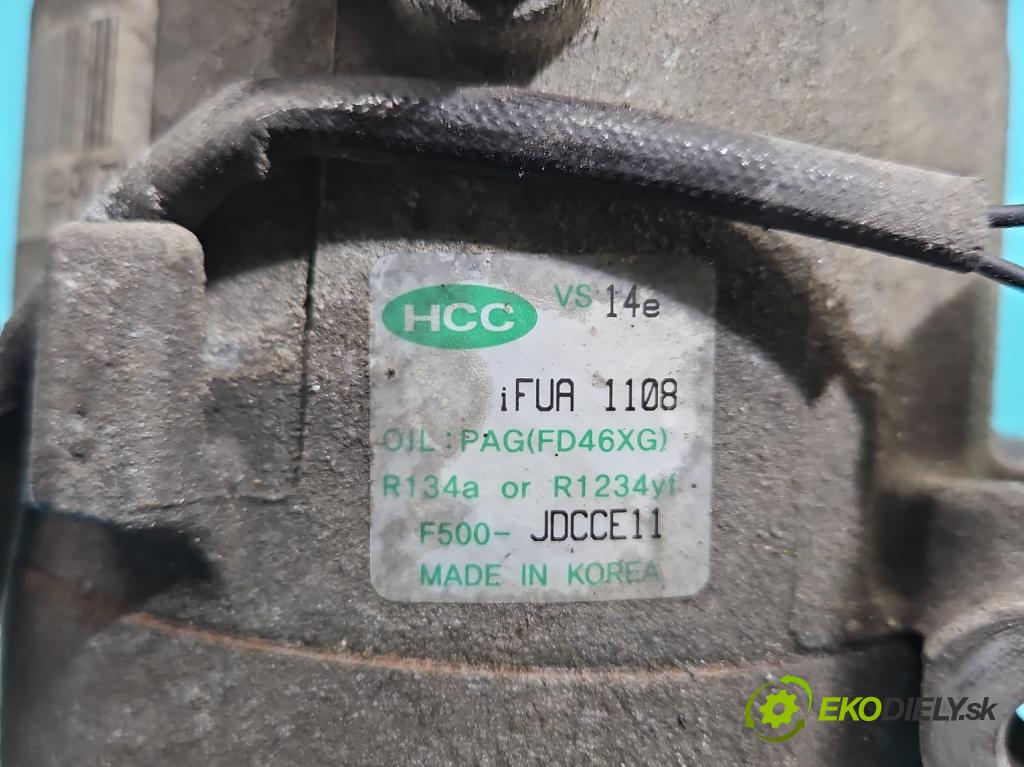 HCC VS 14e
iFUA 1108
OIL : PAG(FD46XG)
R134a or R1234yf
F500- JDCCE11
MADE IN KOREA
EKODIELY.sk